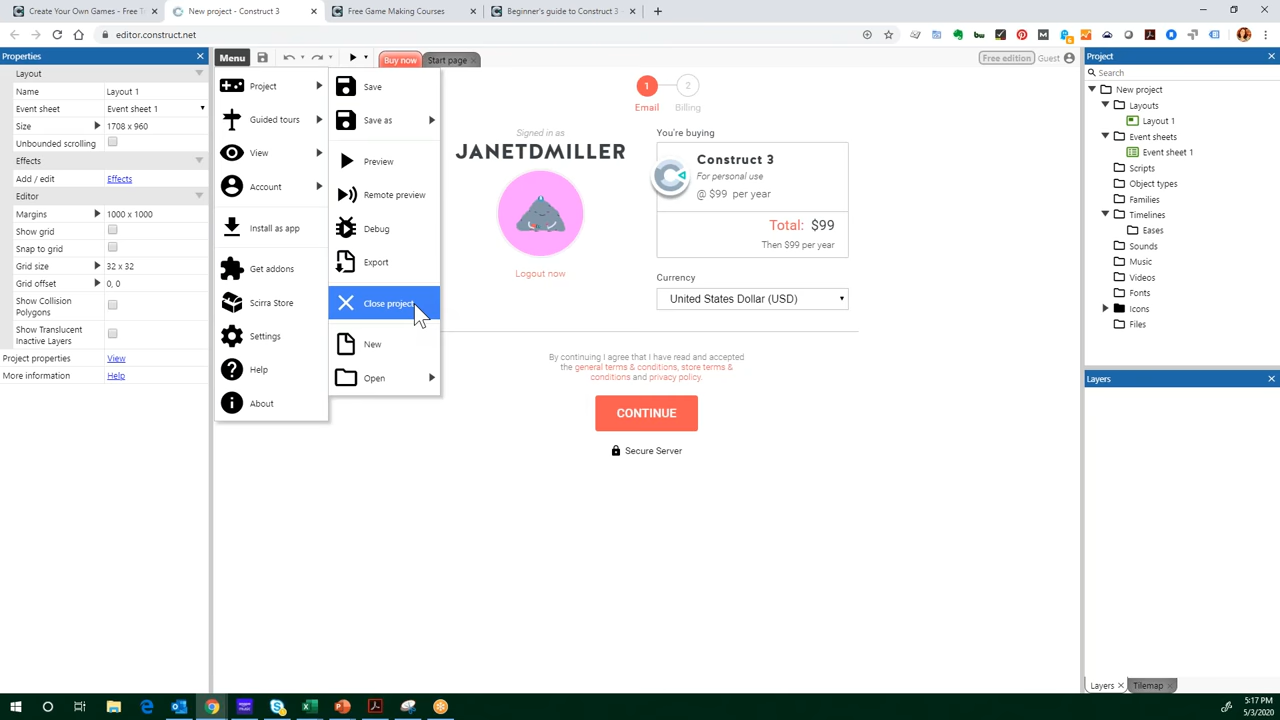 Create Your Own Games - Free T
New project - Construct 3
Free Game Making Courses
Beginner's guide to Construct 3 -
editor.construct.net
Properties
Menu
Buy now
Start page
Free edition
Guest
Project
Layout
Name
Layout 1
Event sheet
Event sheet 1
Size
1708 x 960
Unbounded scrolling
Effects
Add / edit
Effects
Editor
Margins
1000 x 1000
Show grid
Snap to grid
Grid size
32 x 32
Grid offset
0, 0
Show Collision
Polygons
Show Translucent
Inactive Layers
Project properties
View
More information
Help
Project
Guided tours
View
Account
Install as app
Get addons
Scirra Store
Settings
Help
About
Save
Save as
Preview
Remote preview
Debug
Export
Close project
New
Open
1
2
Email
Billing
Signed in as
JANETDMILLER
Logout now
You're buying
Construct 3
For personal use
@ $99 per year
Total: $99
Then $99 per year
Currency
United States Dollar (USD)
By continuing I agree that I have read and accepted
general terms & conditions, store terms &
conditions and privacy policy.
CONTINUE
Secure Server
Search
New project
Layouts
Layout 1
Event sheets
Event sheet 1
Scripts
Object types
Families
Timelines
Eases
Sounds
Music
Videos
Fonts
Icons
Files
Layers
Layers
Tilemap
5:17 PM
5/3/2020